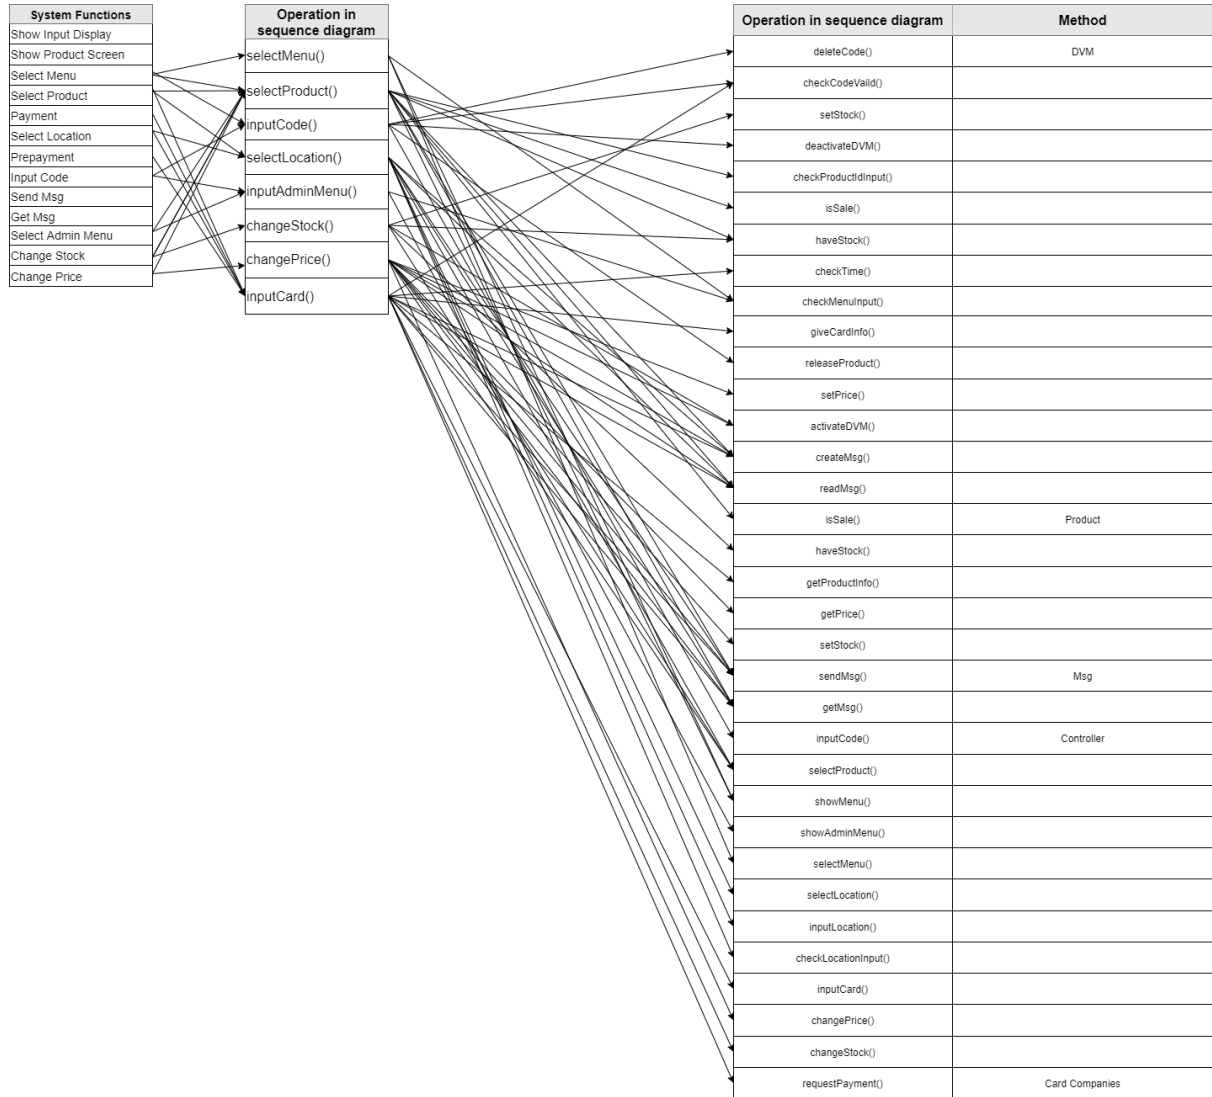 System Functions
Show Input Display
Show Product Screen
Select Menu
Select Product
Payment
Select Location
Prepayment
Input Code
Send Msg
Get Msg
Select Admin Menu
Change Stock
Change Price
Operation in
sequence diagram
selectMenu()
selectProduct()
inputCode()
selectLocation()
inputAdminMenu()
changeStock()
changePrice()
inputCard()
Operation in sequence diagram Method
deleteCode() DVM
checkCodeVaild()
setStock()
deactivateDVM()
checkProductIdInput()
isSale()
haveStock()
checkTime()
checkMenuInput()
giveCardInfo()
releaseProduct()
setPrice()
activateDVM()
createMsg()
readMsg()
isSale() Product
haveStock()
getProductInfo()
getPrice()
setStock()
sendMsg() Msg
getMsg()
inputCode() Controller
selectProduct()
showMenu()
showAdminMenu()
selectMenu()
selectLocation()
inputLocation()
checkLocationInput()
inputCard()
changePrice()
changeStock()
requestPayment() Card Companies